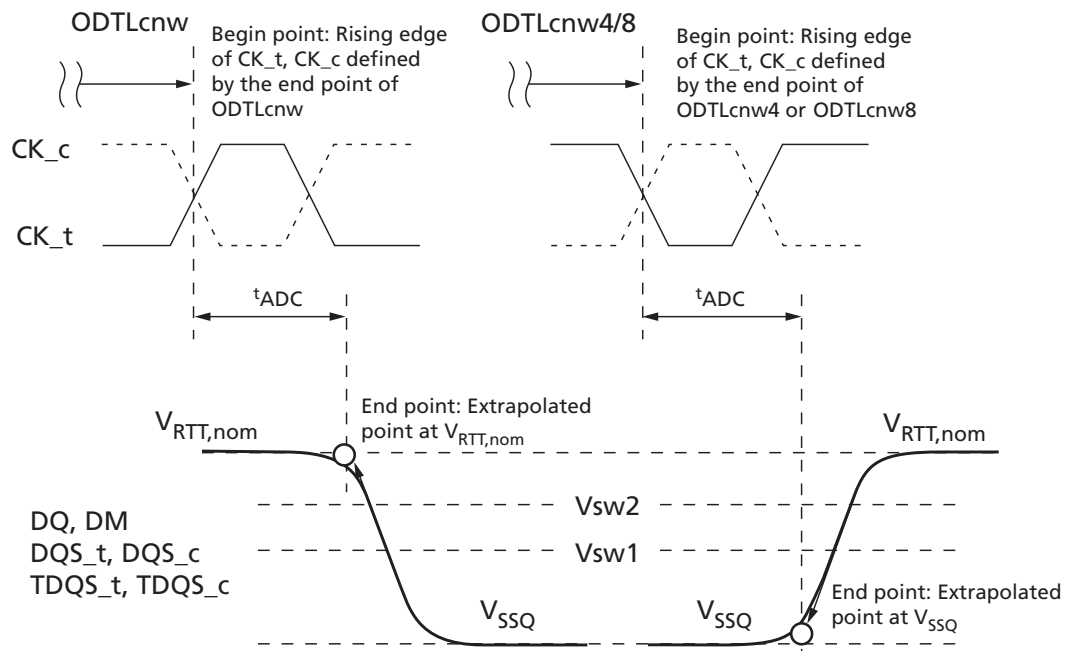 ODTLcnw
Begin point: Rising edge
of CK_t, CK_c defined
by the end point of
ODTLcnw
ODTLcnw4/8
Begin point: Rising edge
of CK_t, CK_c defined
by the end point of
ODTLcnw4 or ODTLcnw8
CK_c
CK_t
tADC
tADC
VRTT,nom
End point: Extrapolated
point at VRTT,nom
VRTT,nom
Vsw2
DQ, DM
DQS_t, DQS_c
TDQS_t, TDQS_c
Vsw1
VSSQ
VSSQ
End point: Extrapolated
point at VSSQ